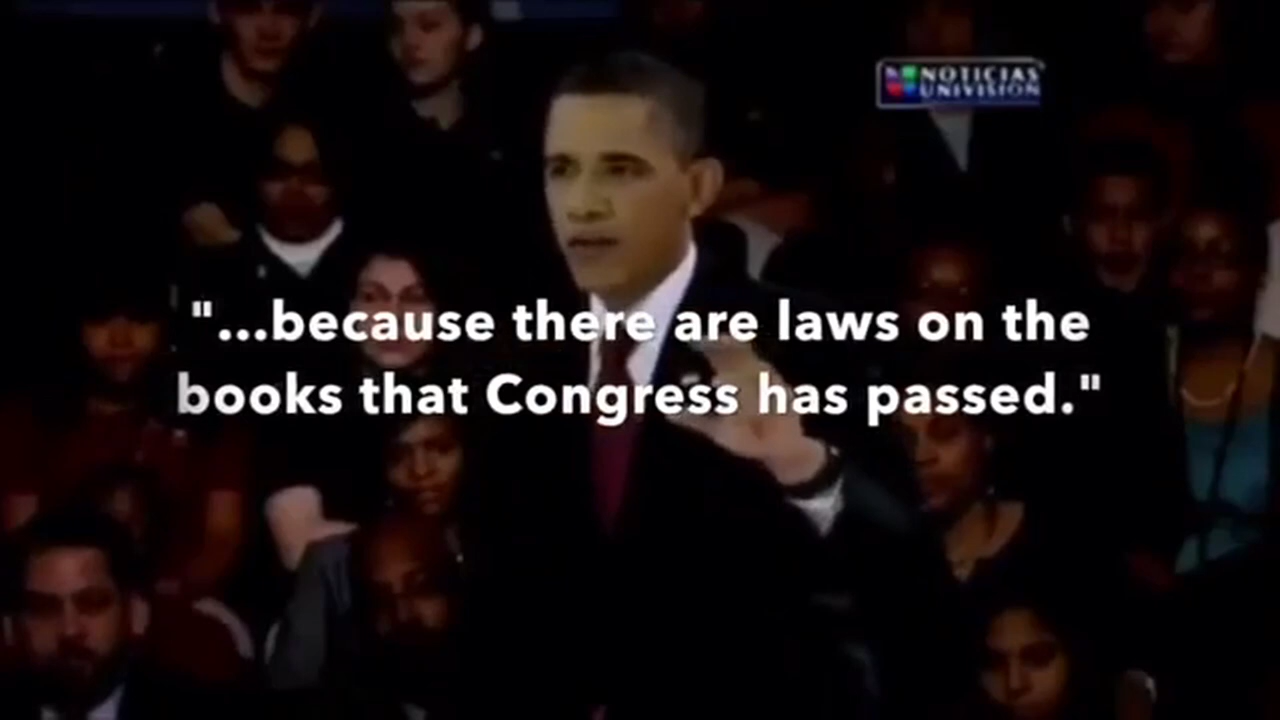 NOTICIAS
UNIVISION
"...because there are laws on the
books that Congress has passed."